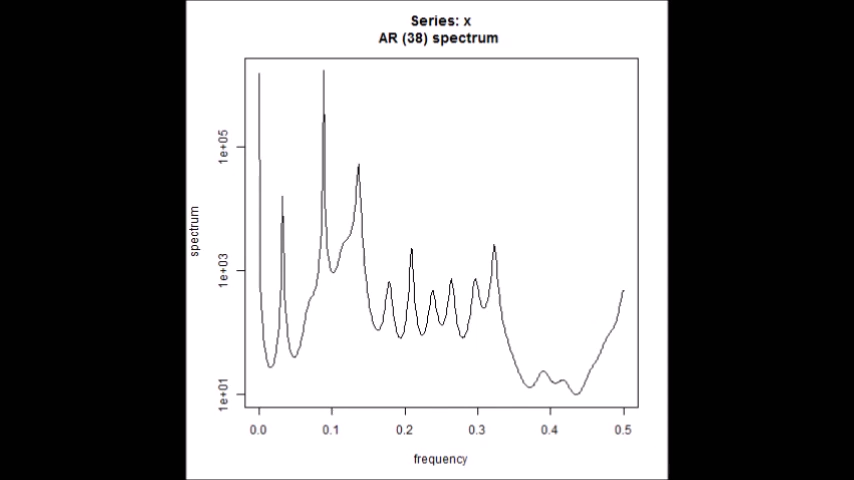 Series: x
AR (38) spectrum
spectrum
1e+05
1e+03
1e+01
0.0 0.1 0.2 0.3 0.4 0.5
frequency